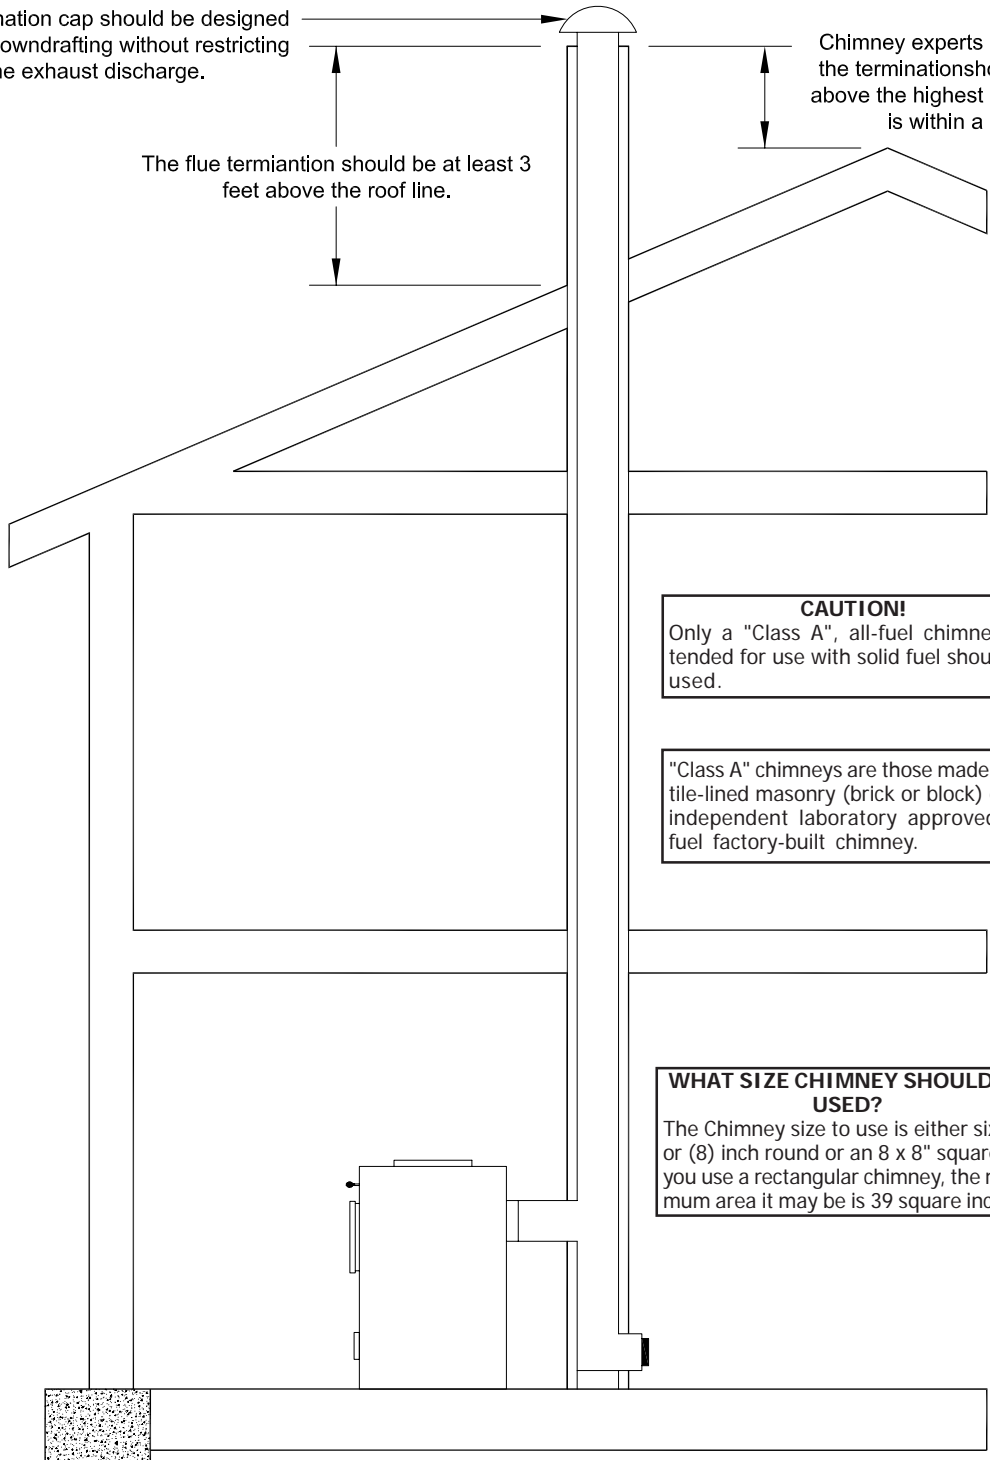 ation cap should be designed
owndrafting without restricting
e exhaust discharge.
Chimney experts
the terminationsho
above the highest
is within a
The flue termiantion should be at least 3
feet above the roof line.
CAUTION!
Only a "Class A", all-fuel chimne
tended for use with solid fuel shou
used.
"Class A" chimneys are those made
tile-lined masonry (brick or block)
independent laboratory approved
fuel factory-built chimney.
WHAT SIZE CHIMNEY SHOULD
USED?
The Chimney size to use is either si
or (8) inch round or an 8 x 8" square
you use a rectangular chimney, the
mum area it may be is 39 square inc